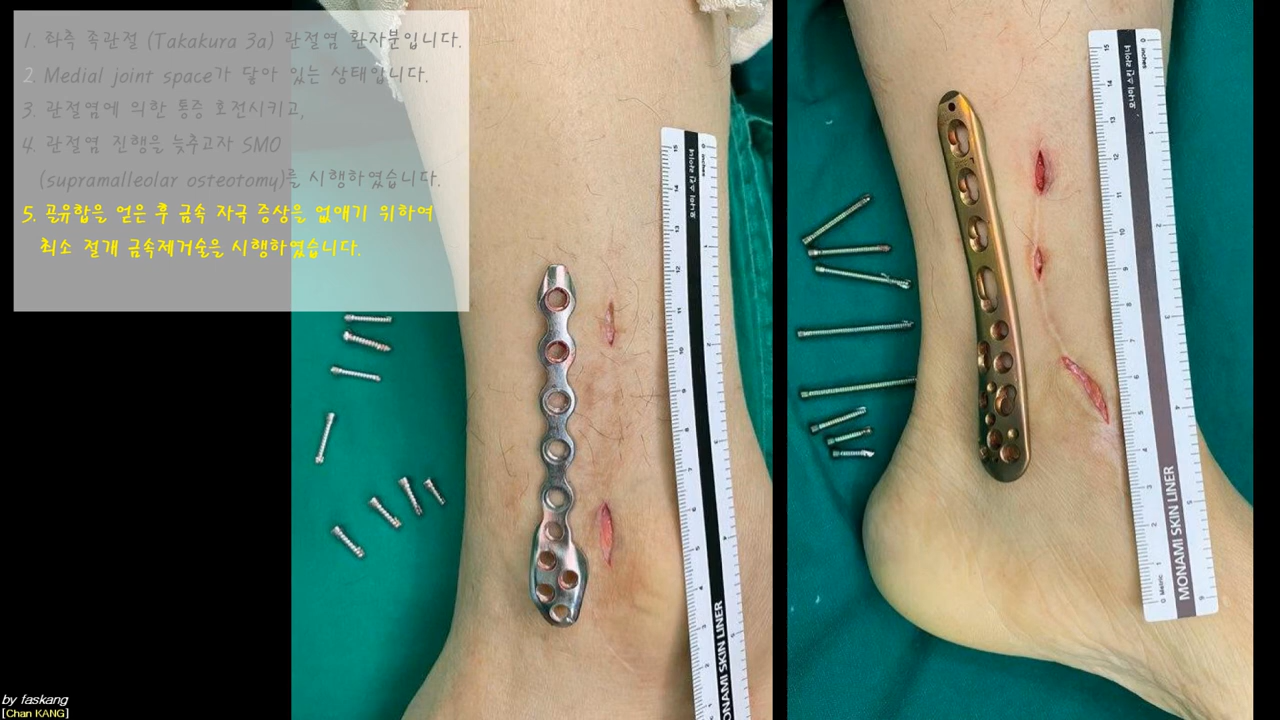 1. 좌측 족관절 (Takakura 3a) 관절염 환자분입니다.
2. Medial joint space가 닳아 있는 상태입니다.
3. 관절염에 의한 통증 호전시키고,
4. 관절염 진행을 늦추고자 SMO
(supramalleolar osteotomy)를 시행하였습니다.
5. 골유합을 얻은 후 금속 자극 증상을 없애기 위하여
최소 절개 금속제거술을 시행하였습니다.
모나미 스킨 라이너
MONAMI SKIN LINER
모나미 스킨 라이너
MONAMI SKIN LINER
by faskang
[Chan KANG]